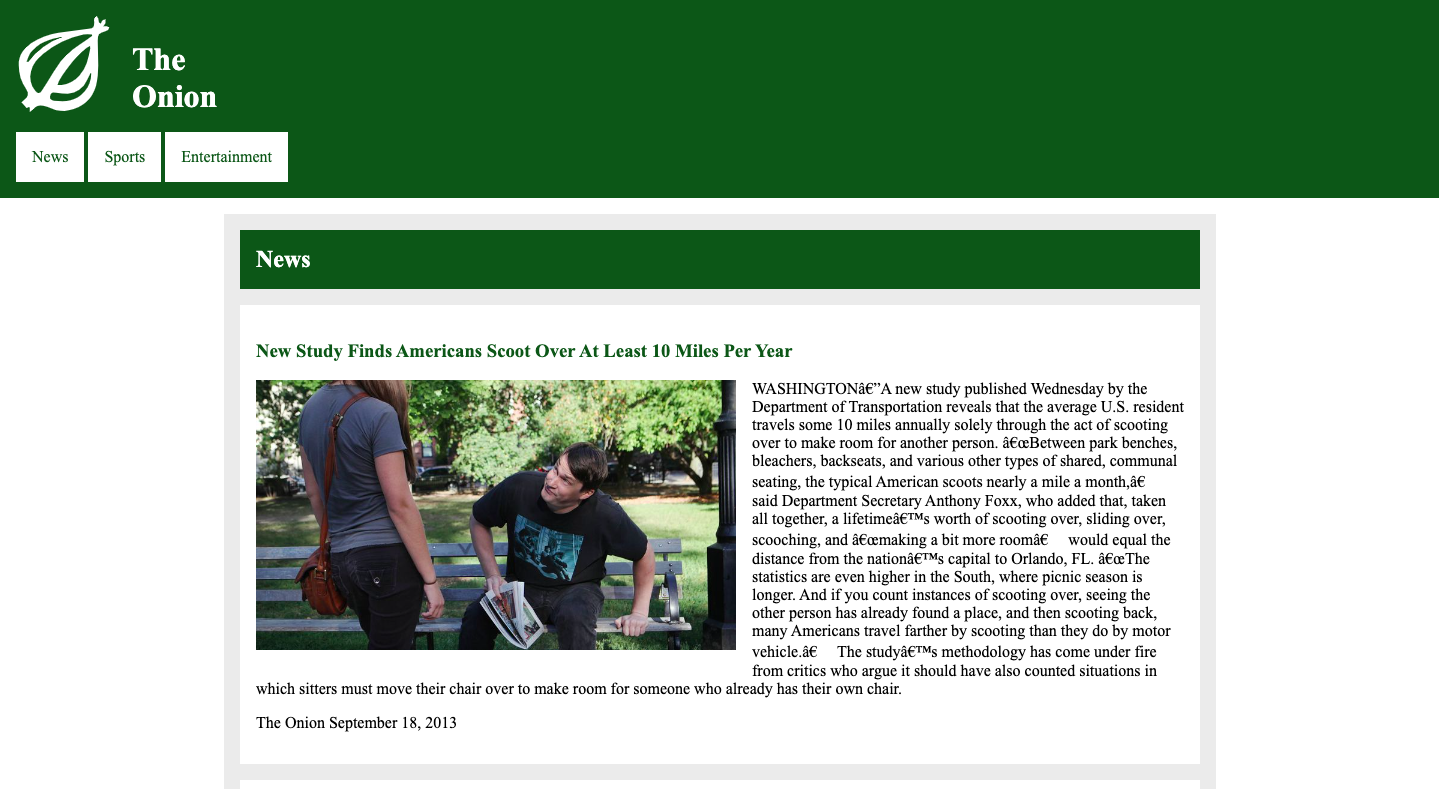 The
Onion
News
Sports
Entertainment
News
New Study Finds Americans Scoot Over At Least 10 Miles Per Year
WASHINGTONâ€”A new study published Wednesday by the
Department of Transportation reveals that the average U.S. resident
travels some 10 miles annually solely through the act of scooting
over to make room for another person. â€œBetween park benches,
bleachers, backseats, and various other types of shared, communal
seating, the typical American scoots nearly a mile a month,â€
said Department Secretary Anthony Foxx, who added that, taken
all together, a lifetimeâ€™s worth of scooting over, sliding over,
scooching, and â€œmaking a bit more roomâ€ would equal the
distance from the nationâ€™s capital to Orlando, FL. â€œThe
statistics are even higher in the South, where picnic season is
longer. And if you count instances of scooting over, seeing the
other person has already found a place, and then scooting back,
many Americans travel farther by scooting than they do by motor
vehicle.â€ The studyâ€™s methodology has come under fire
from critics who argue it should have also counted situations in
which sitters must move their chair over to make room for someone who already has their own chair.
The Onion September 18, 2013